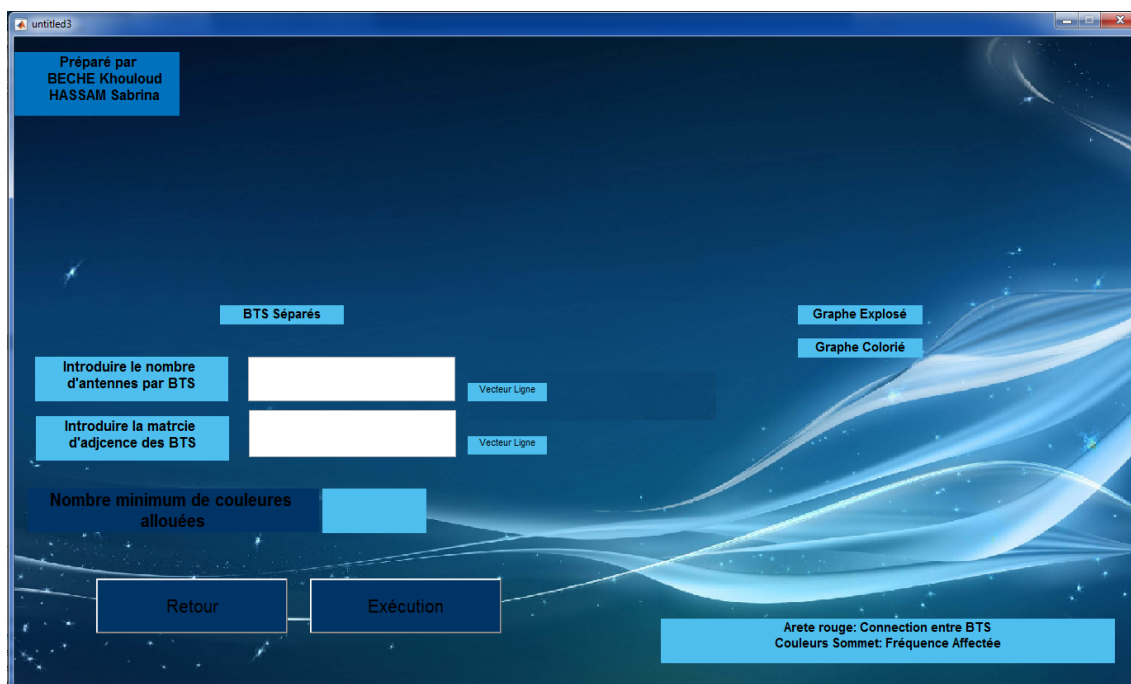 untitled3
Préparé par
BECHE Khouloud
HASSAM Sabrina
BTS Séparés
Graphe Explosé
Graphe Colorié
Introduire le nombre
d'antennes par BTS
Vecteur Ligne
Introduire la matrcie
d'adjcence des BTS
Vecteur Ligne
Nombre minimum de couleures
allouées
Retour
Exécution
Arete rouge: Connection entre BTS
Couleurs Sommet: Fréquence Affectée